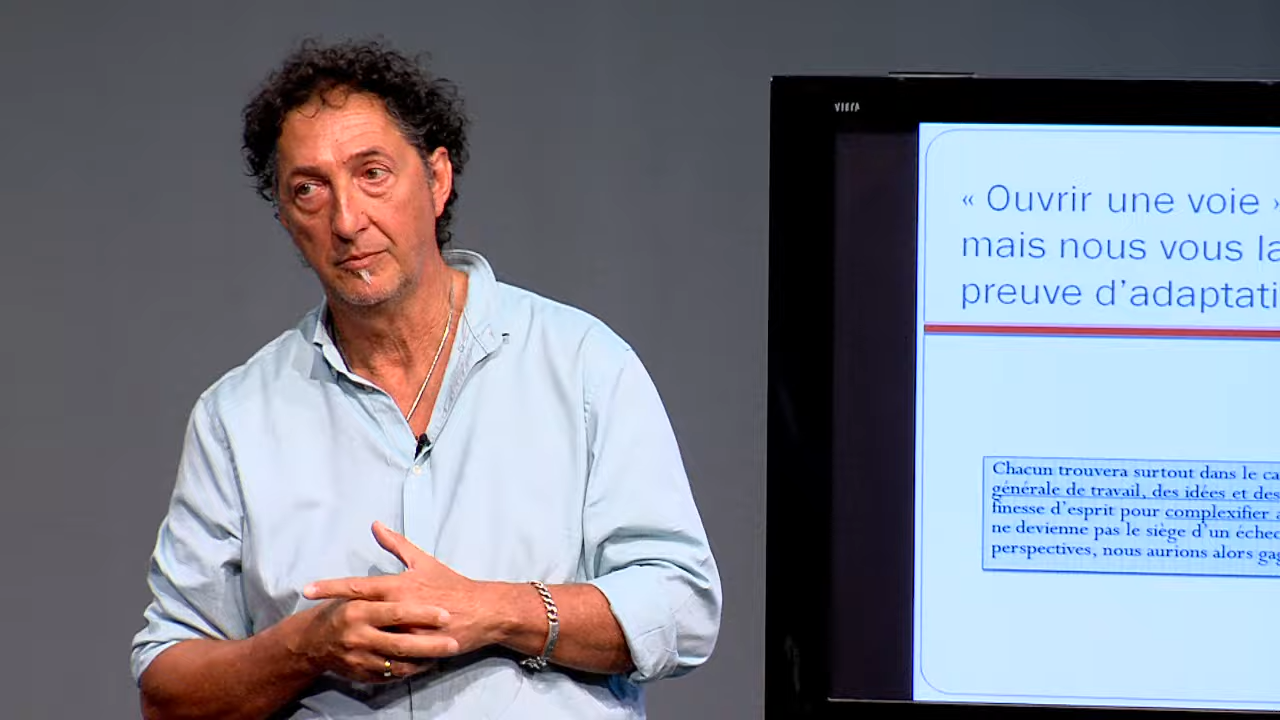 VIERA
« Ouvrir une voie »
mais nous vous la
preuve d'adaptati
Chacun trouvera surtout dans le ca
générale de travail, des idées et des
finesse d'esprit pour complexifier a
ne devienne pas le siège d'un échec
perspectives, nous aurions alors gag